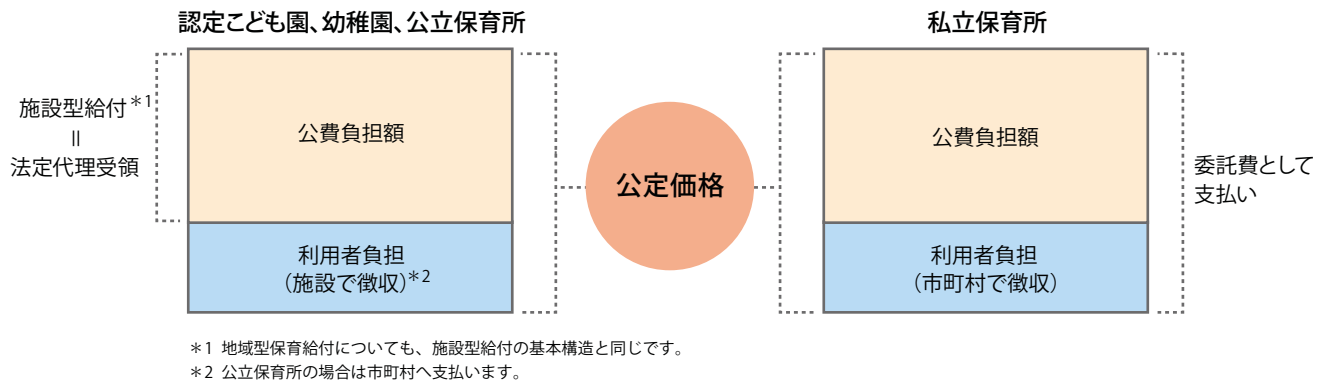 認定こども園、幼稚園、公立保育所
施設型給付＊1
＝
法定代理受領
公費負担額
利用者負担
（施設で徴収）＊2
公定価格
私立保育所
公費負担額
利用者負担
（市町村で徴収）
委託費として
支払い
＊1 地域型保育給付についても、施設型給付の基本構造と同じです。
＊2 公立保育所の場合は市町村へ支払います。